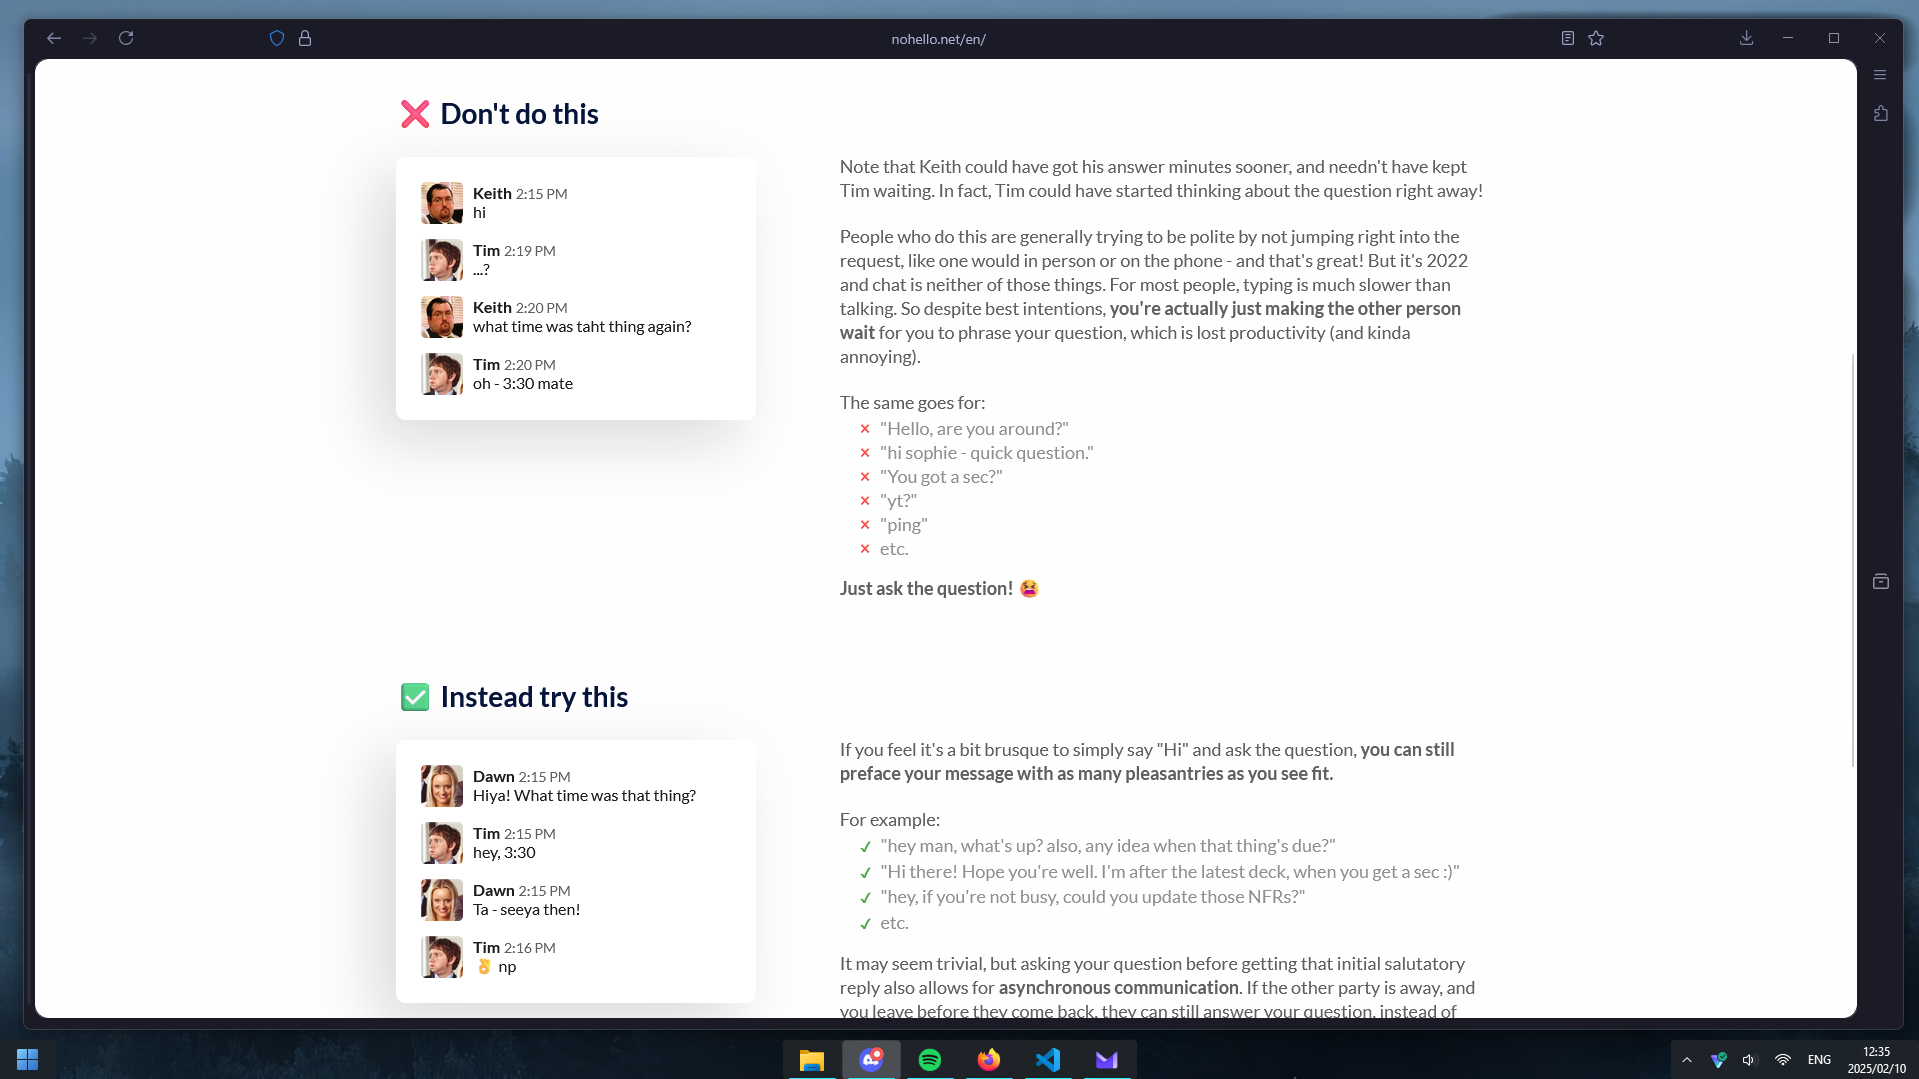 nohello.net/en/
❌ Don't do this
Keith 2:15 PM
hi
Tim 2:19 PM
...?
Keith 2:20 PM
what time was taht thing again?
Tim 2:20 PM
oh - 3:30 mate
Note that Keith could have got his answer minutes sooner, and needn't have kept
Tim waiting. In fact, Tim could have started thinking about the question right away!
People who do this are generally trying to be polite by not jumping right into the
request, like one would in person or on the phone - and that's great! But it's 2022
and chat is neither of those things. For most people, typing is much slower than
talking. So despite best intentions, you're actually just making the other person
wait for you to phrase your question, which is lost productivity (and kinda
annoying).
The same goes for:
× "Hello, are you around?"
× "hi sophie - quick question."
× "You got a sec?"
× "yt?"
× "ping"
× etc.
Just ask the question! 😫
✅ Instead try this
Dawn 2:15 PM
Hiya! What time was that thing?
Tim 2:15 PM
hey, 3:30
Dawn 2:15 PM
Ta - seeya then!
Tim 2:16 PM
👌 np
If you feel it's a bit brusque to simply say "Hi" and ask the question, you can still
preface your message with as many pleasantries as you see fit.
For example:
✓ "hey man, what's up? also, any idea when that thing's due?"
✓ "Hi there! Hope you're well. I'm after the latest deck, when you get a sec :)"
✓ "hey, if you're not busy, could you update those NFRs?"
✓ etc.
It may seem trivial, but asking your question before getting that initial salutatory
reply also allows for asynchronous communication. If the other party is away, and
you leave before they come back, they can still answer your question, instead of
ENG
12:35
2025/02/10